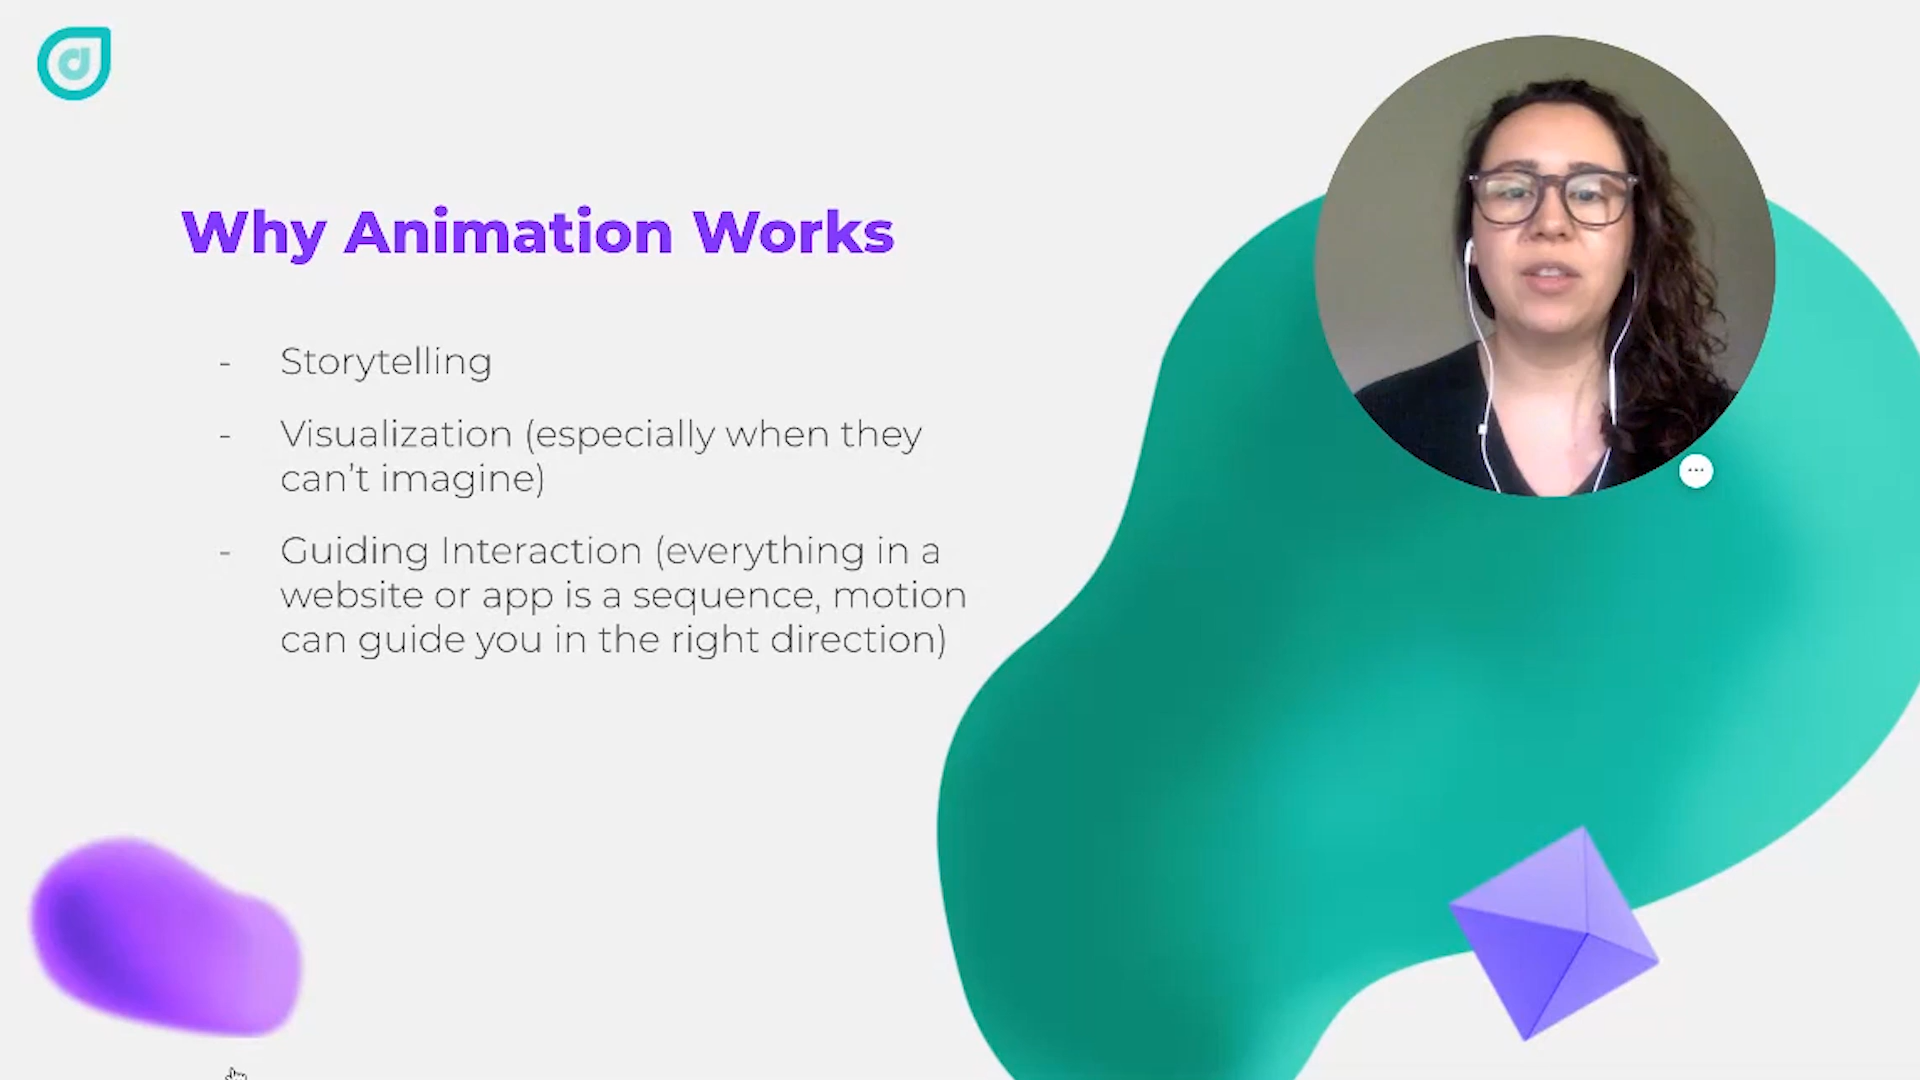 Why Animation Works
- Storytelling
- Visualization (especially when they
can't imagine)
- Guiding Interaction (everything in a
website or app is a sequence, motion
can guide you in the right direction)